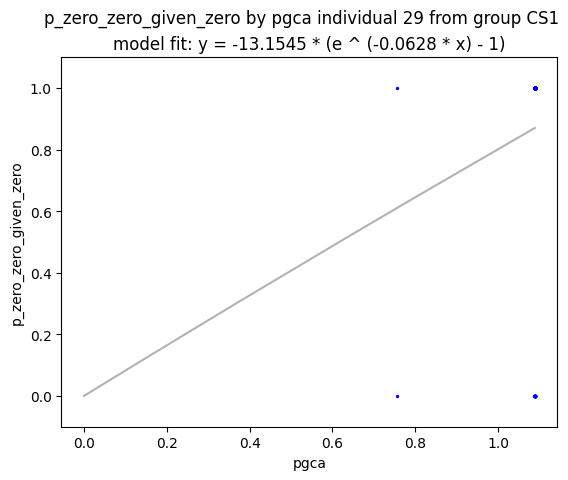 p_zero_zero_given_zero by pgca individual 29 from group CS1
model fit: y = -13.1545 * (e ^ (-0.0628 * x) - 1)
1.0
0.8
0.6
0.4
0.2
0.0
p_zero_zero_given_zero
0.0 0.2 0.4 0.6 0.8 1.0
pgca